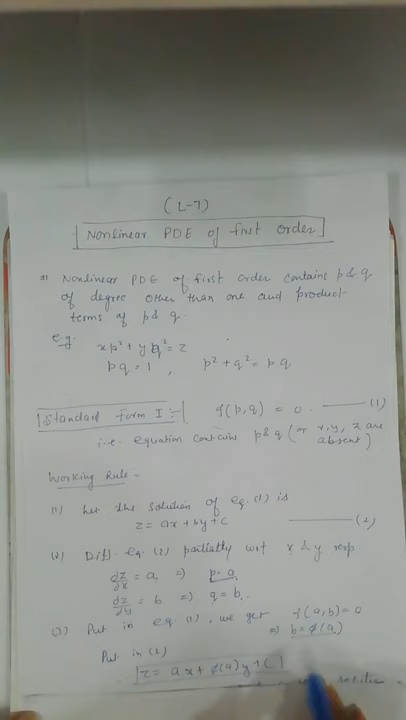 (L-7)
Nonlinear PDE of first order
Nonlinear PDE of first order contains p & q
of degree other than one and product
terms of p & q.
e.g. xp² + yq² = z
pq = 1, p² + q² = pq
Standard Form I :- f(p,q) = 0. —— (1)
i.e. equation contains p & q (or x,y,z are
absent)
Working Rule -
(1) Let the solution of eq.(1) is
z = ax + by + c —— (2)
(2) Diff. eq.(2) partially wrt x & y resp
∂z/∂x = a ⇒ p = a
∂z/∂y = b ⇒ q = b.
(3) Put in eq (1), we get f(a,b) = 0
⇒ b = φ(a)
Put in (2)
z = ax + φ(a)y + c